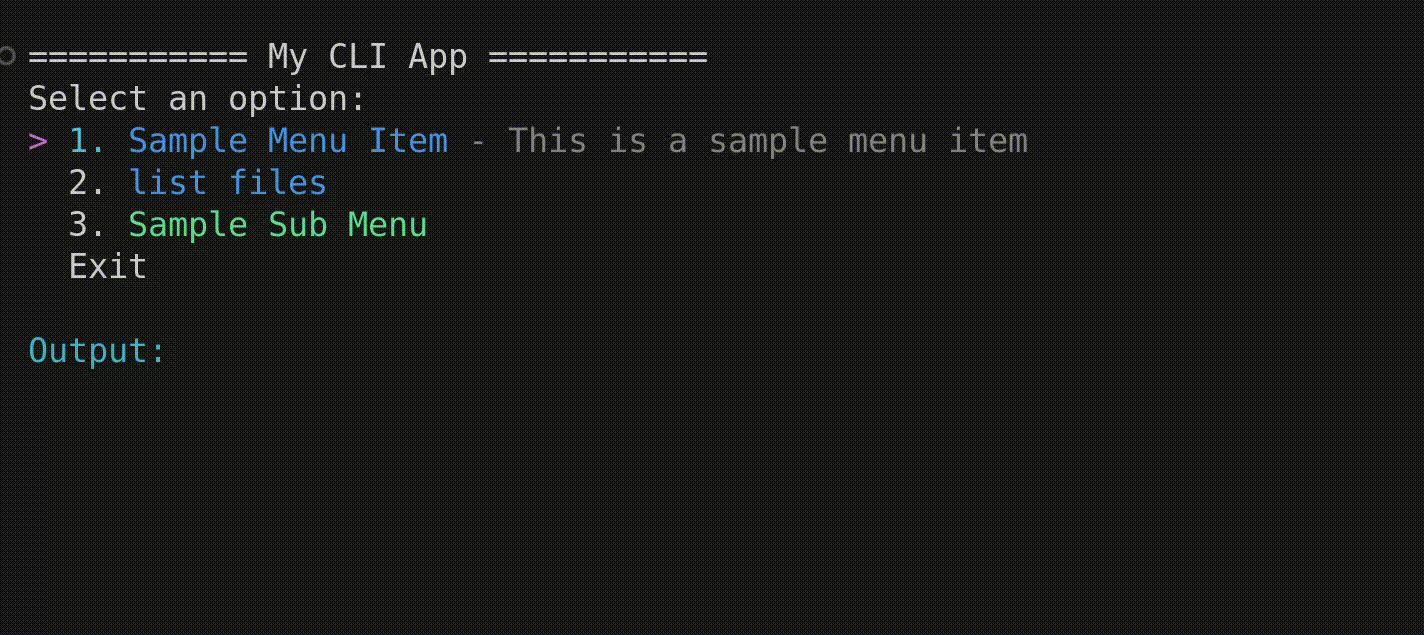 =========== My CLI App ===========
Select an option:
> 1. Sample Menu Item - This is a sample menu item
2. list files
3. Sample Sub Menu
Exit
Output: